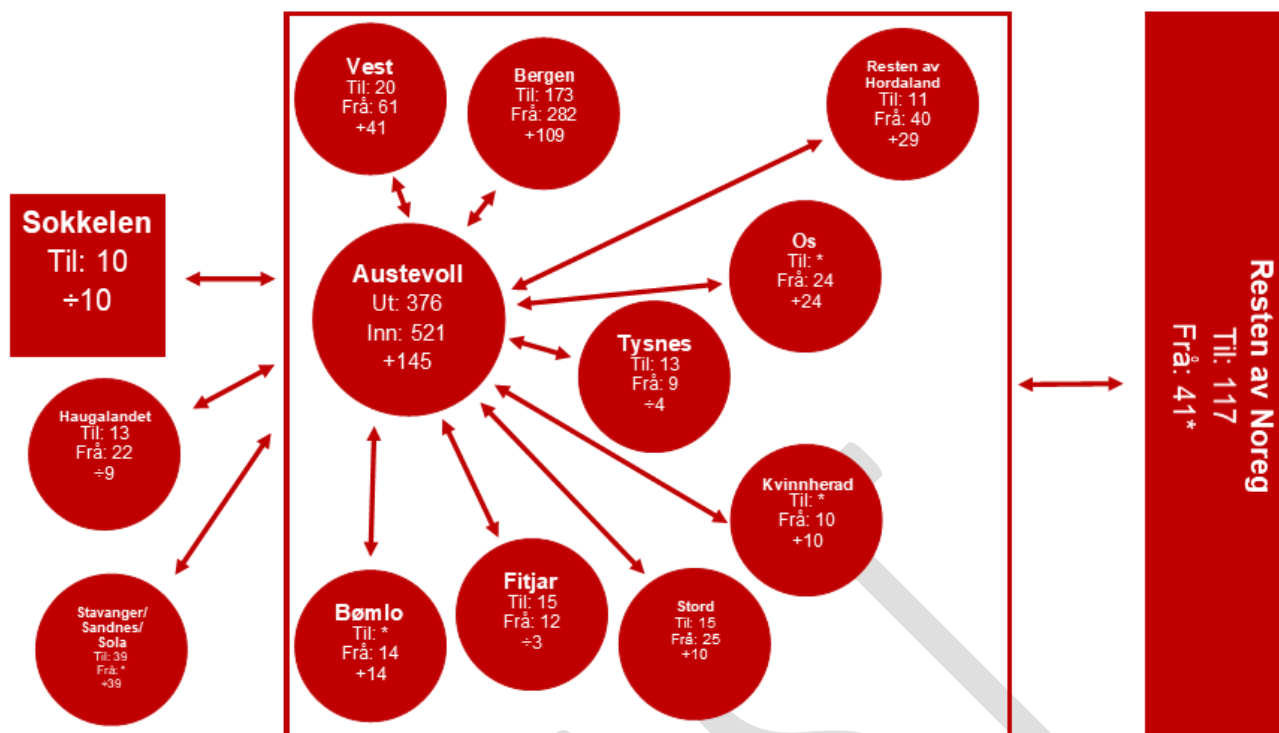 Vest
Til: 20
Frå: 61
+41
Bergen
Til: 173
Frå: 282
+109
Resten av
Hordaland
Til: 11
Frå: 40
+29
Sokkelen
Til: 10
÷10
Austevoll
Ut: 376
Inn: 521
+145
Os
Til: *
Frå: 24
+24
Tysnes
Til: 13
Frå: 9
÷4
Haugalandet
Til: 13
Frå: 22
÷9
Kvinnherad
Til: *
Frå: 10
+10
Stavanger/
Sandnes/
Sola
Til: 39
Frå: *
+39
Bømlo
Til: *
Frå: 14
+14
Fitjar
Til: 15
Frå: 12
÷3
Stord
Til: 15
Frå: 25
+10
Resten av Noreg
Til: 117
Frå: 41*